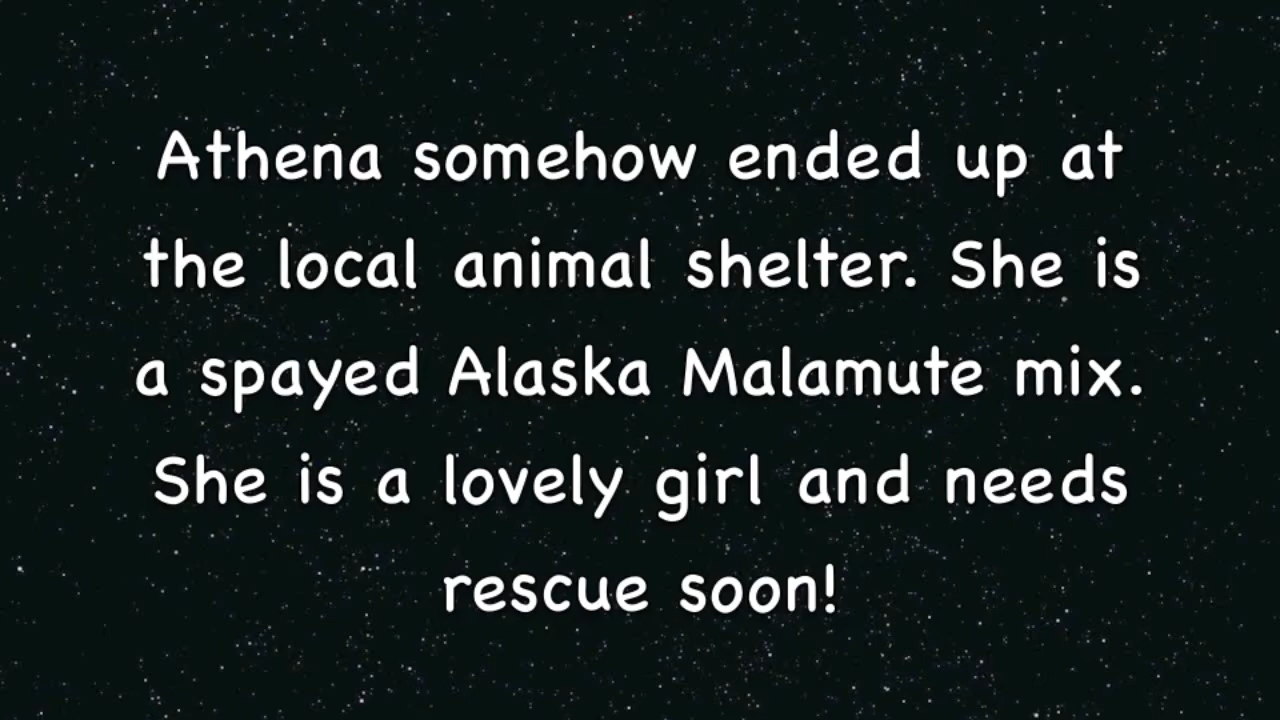 Athena somehow ended up at
the local animal shelter. She is
a spayed Alaska Malamute mix.
She is a lovely girl and needs
rescue soon!